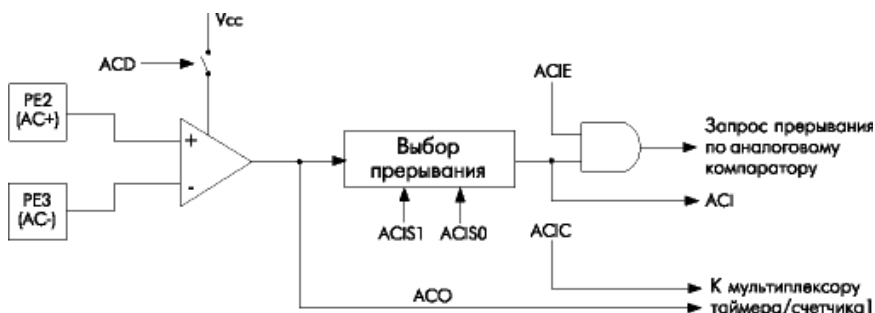 Vcc
ACD
ACIE
PE2
(AC+)
+
Запрос прерывания
по аналоговому
компаратору
Выбор
прерывания
PE3
(AC-)
-
ACI
ACIS1 ACIS0
ACIC
К мультиплексору
ACO
таймера/счетчика1